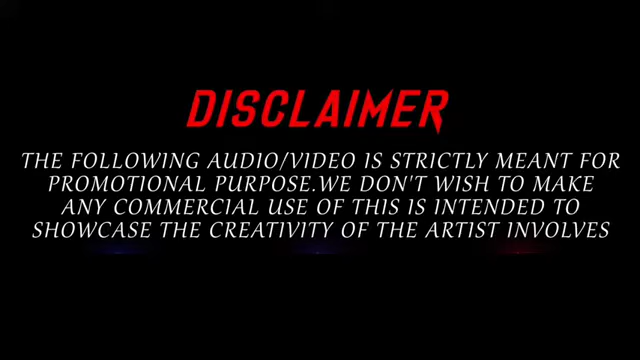 DISCLAIMER
THE FOLLOWING AUDIO/VIDEO IS STRICTLY MEANT FOR
PROMOTIONAL PURPOSE.WE DON'T WISH TO MAKE
ANY COMMERCIAL USE OF THIS IS INTENDED TO
SHOWCASE THE CREATIVITY OF THE ARTIST INVOLVES